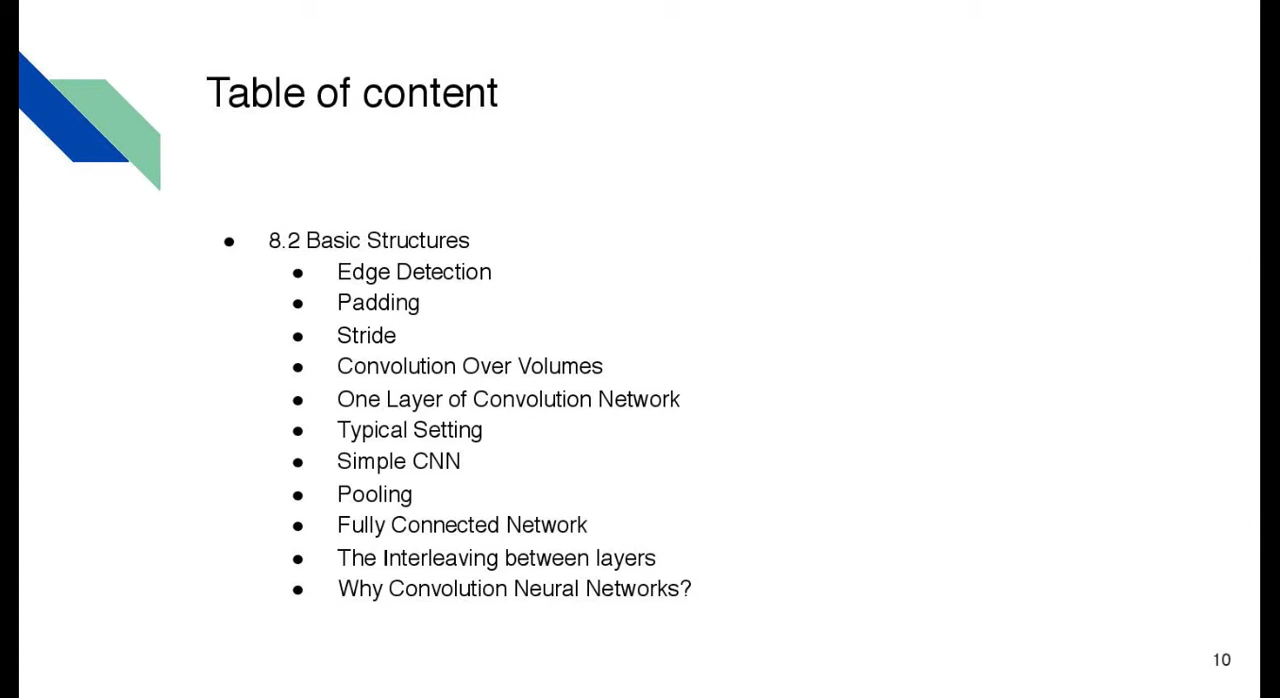 Table of content
● 8.2 Basic Structures
● Edge Detection
● Padding
● Stride
● Convolution Over Volumes
● One Layer of Convolution Network
● Typical Setting
● Simple CNN
● Pooling
● Fully Connected Network
● The Interleaving between layers
● Why Convolution Neural Networks?
10